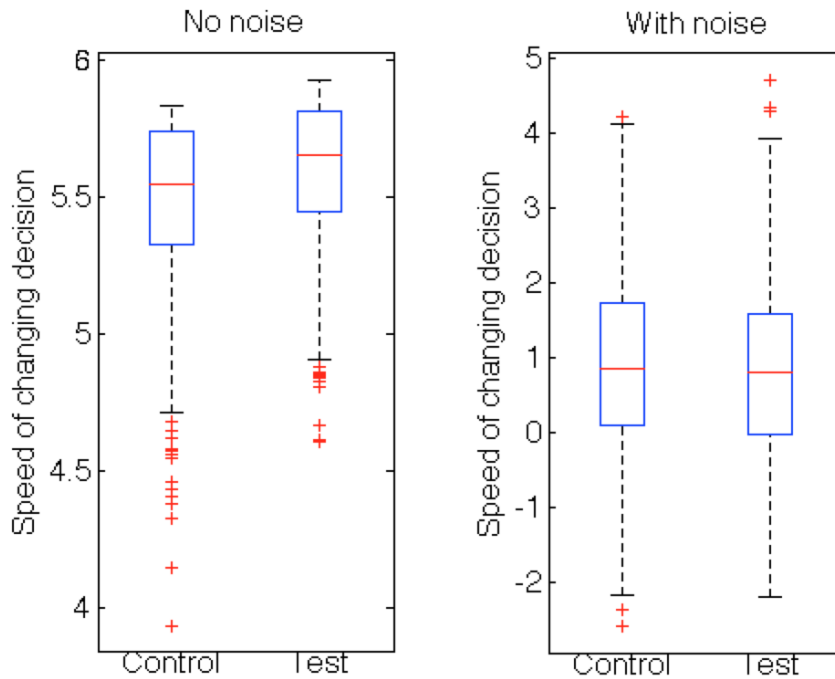 No noise
Speed of changing decision
6
5.5
5
4.5
4
Control
Test
With noise
Speed of changing decision
5
4
3
2
1
0
-1
-2
Control
Test